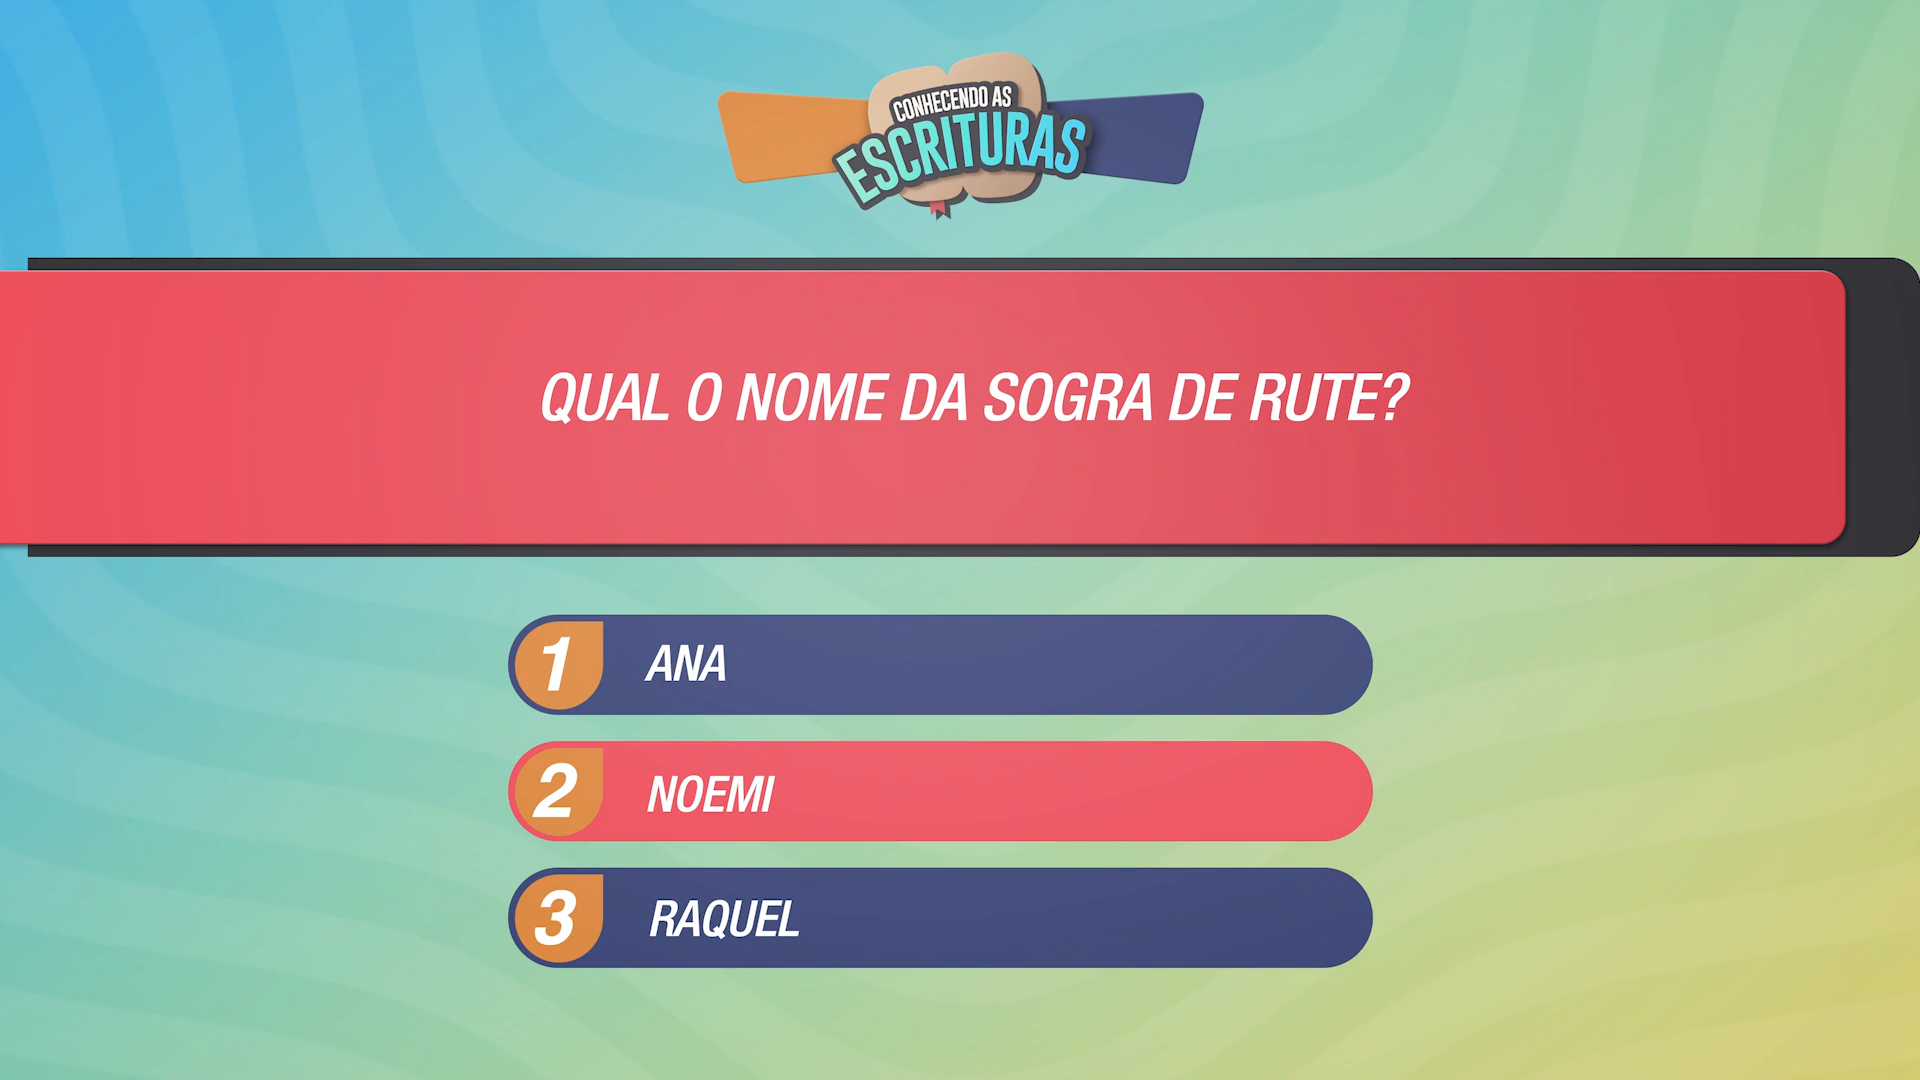 CONHECENDO AS
ESCRITURAS
QUAL O NOME DA SOGRA DE RUTE?
1 ANA
2 NOEMI
3 RAQUEL